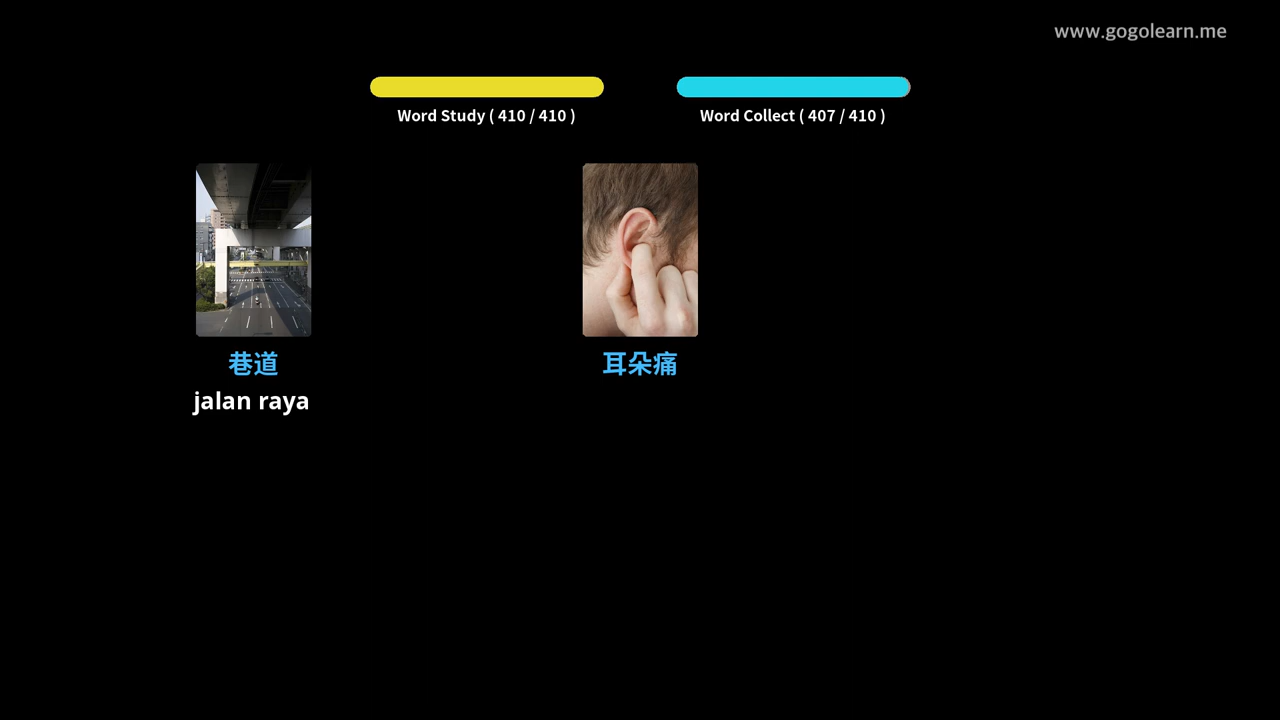 www.gogolearn.me
Word Study ( 410 / 410 )
Word Collect ( 407 / 410 )
巷道
耳朵痛
jalan raya